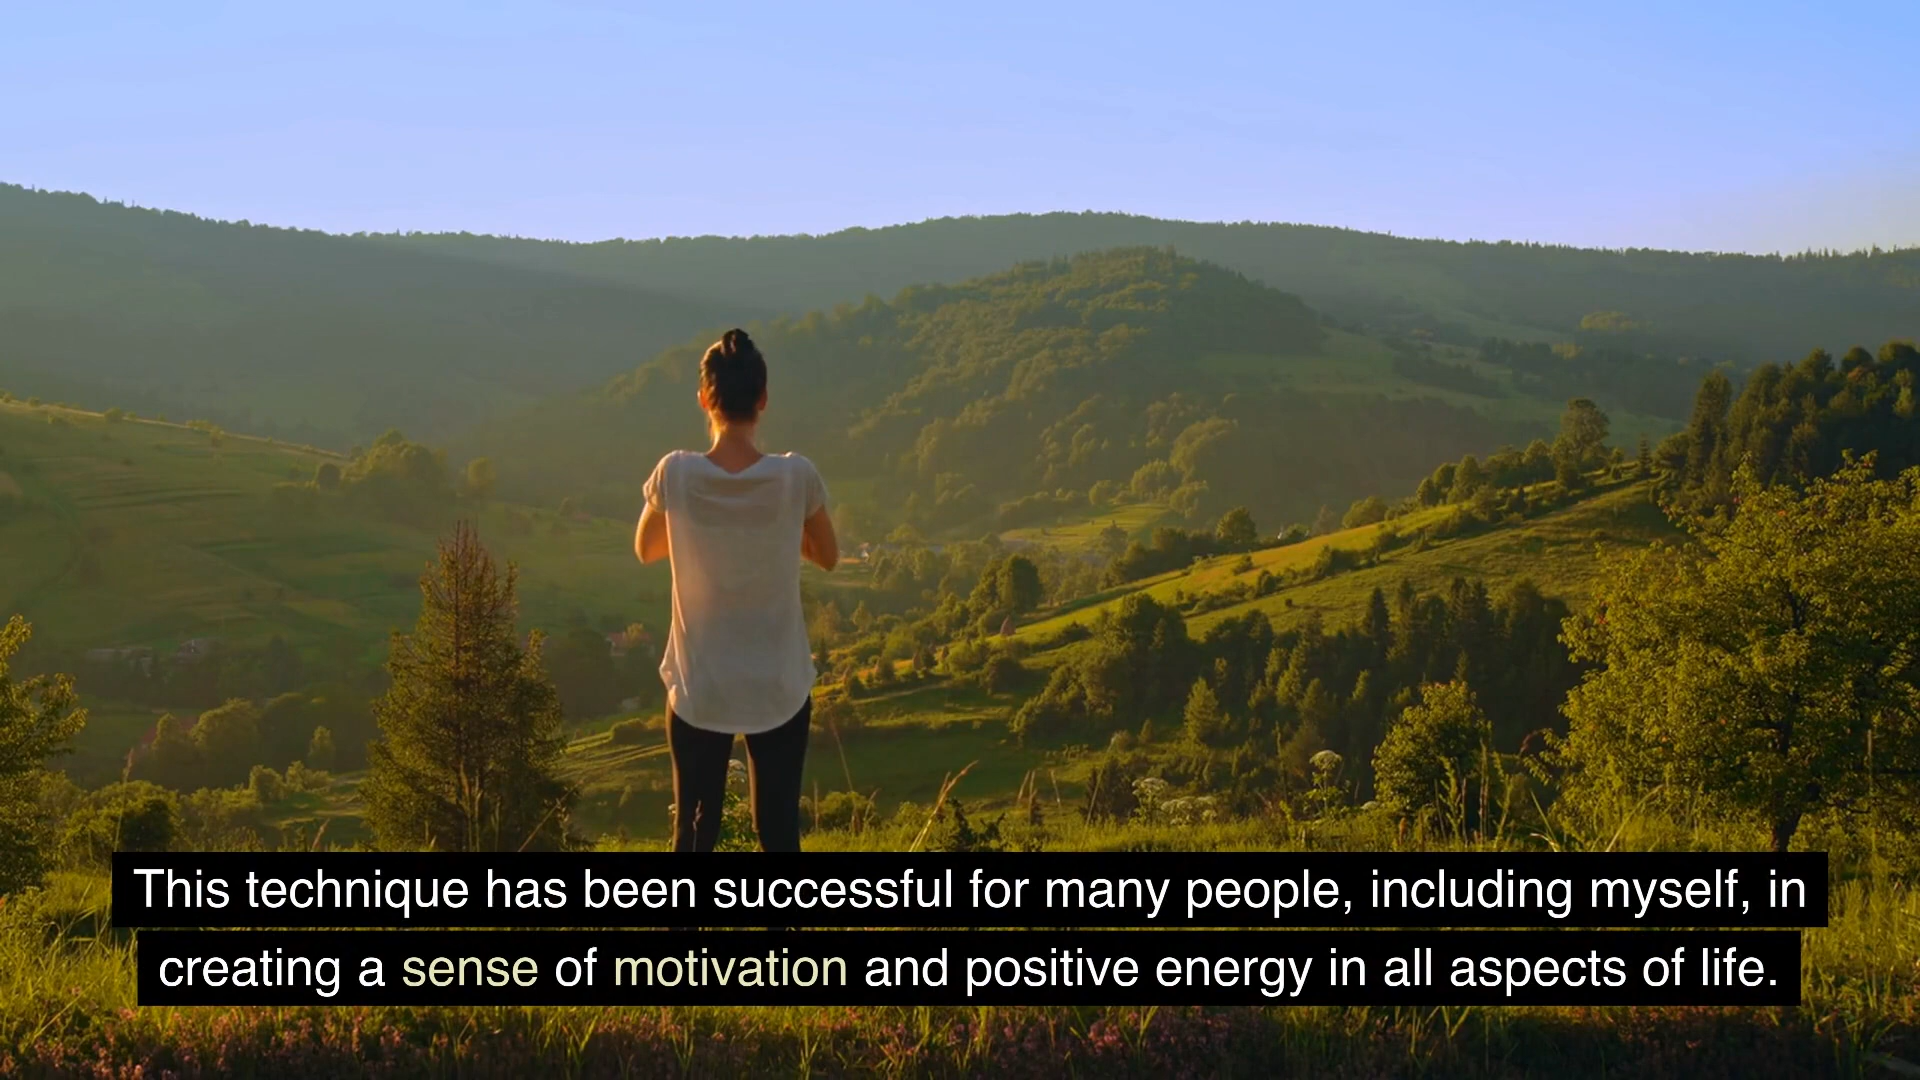 This technique has been successful for many people, including myself, in
creating a sense of motivation and positive energy in all aspects of life.